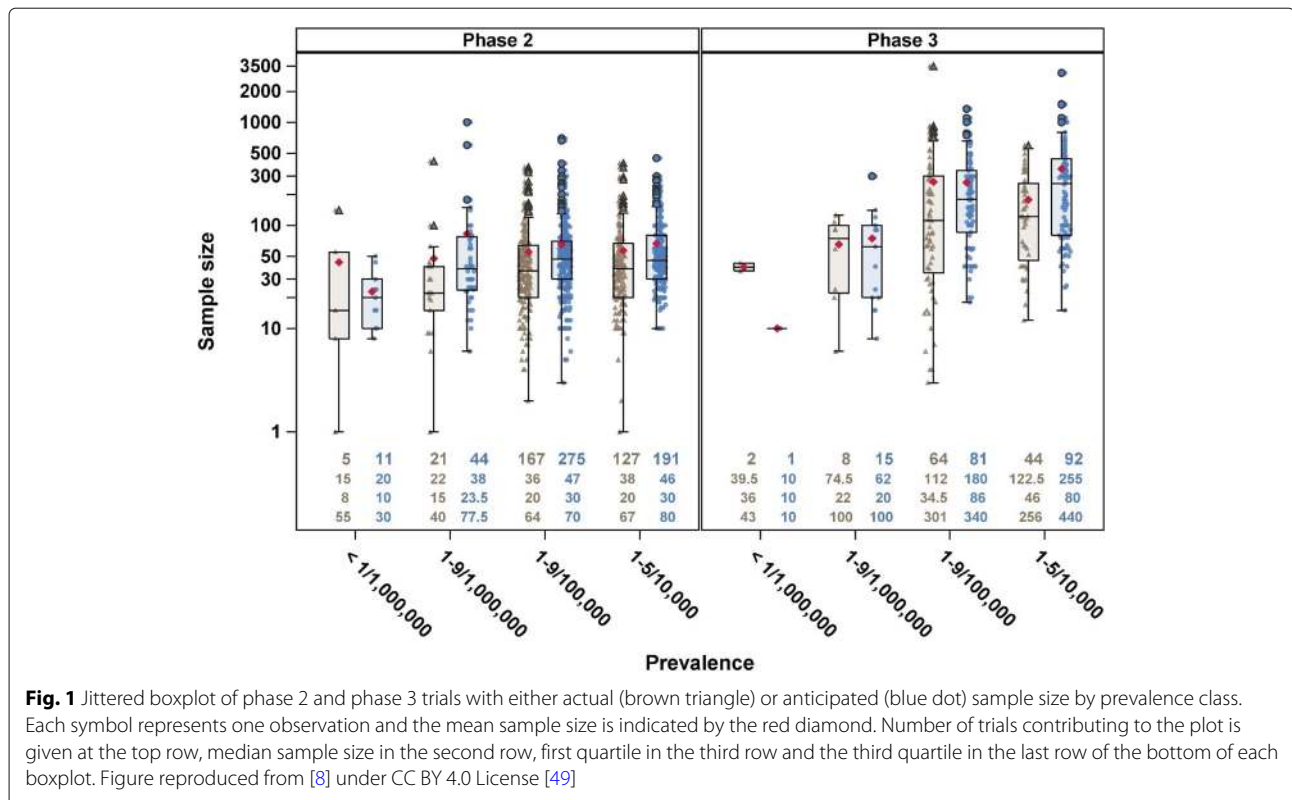 Phase 2 Phase 3
3500
2000
1000
500
300
100
50
30
10
1
Sample size
5 11 21 44 167 275 127 191 2 1 8 15 64 81 44 92
15 20 22 38 36 47 38 46 39.5 10 74.5 62 112 180 122.5 255
8 10 15 23.5 20 30 20 30 36 10 22 20 34.5 86 46 80
55 30 40 77.5 64 70 67 80 43 10 100 100 301 340 256 440
< 1/1,000,000 1-9/1,000,000 1-9/100,000 1-5/10,000 < 1/1,000,000 1-9/1,000,000 1-9/100,000 1-5/10,000
Prevalence
Fig. 1 Jittered boxplot of phase 2 and phase 3 trials with either actual (brown triangle) or anticipated (blue dot) sample size by prevalence class.
Each symbol represents one observation and the mean sample size is indicated by the red diamond. Number of trials contributing to the plot is
given at the top row, median sample size in the second row, first quartile in the third row and the third quartile in the last row of the bottom of each
boxplot. Figure reproduced from [8] under CC BY 4.0 License [49]